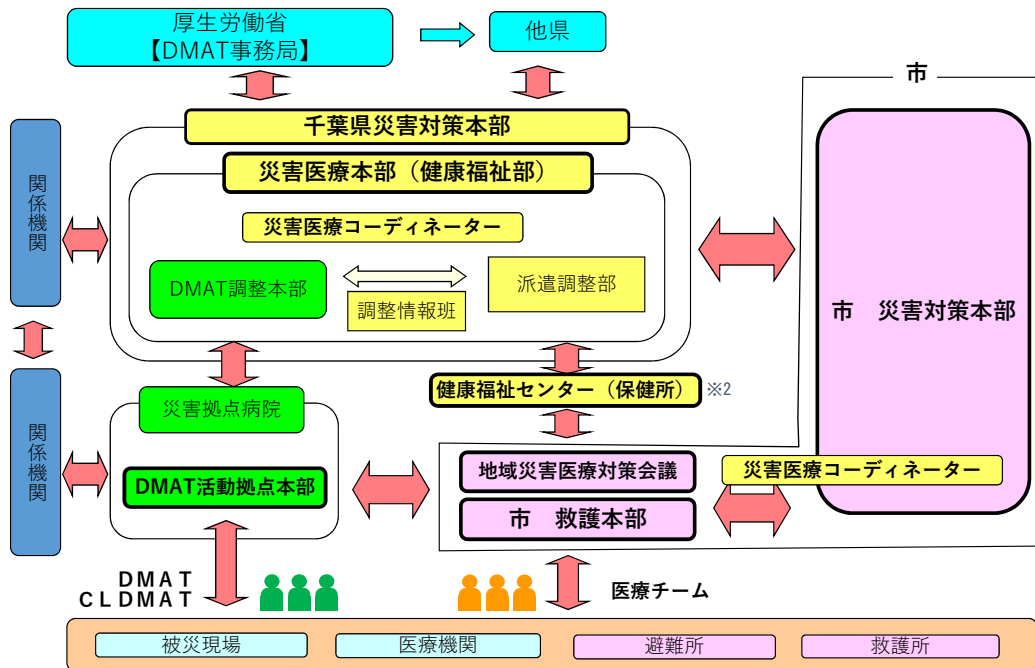 厚生労働省
【DMAT事務局】
他県
市
千葉県災害対策本部
災害医療本部（健康福祉部）
災害医療コーディネーター
関係機関
DMAT調整本部
調整情報班
派遣調整部
市　災害対策本部
関係機関
災害拠点病院
健康福祉センター（保健所）
※2
DMAT活動拠点本部
地域災害医療対策会議
災害医療コーディネーター
市　救護本部
DMAT
CLDMAT
医療チーム
被災現場
医療機関
避難所
救護所